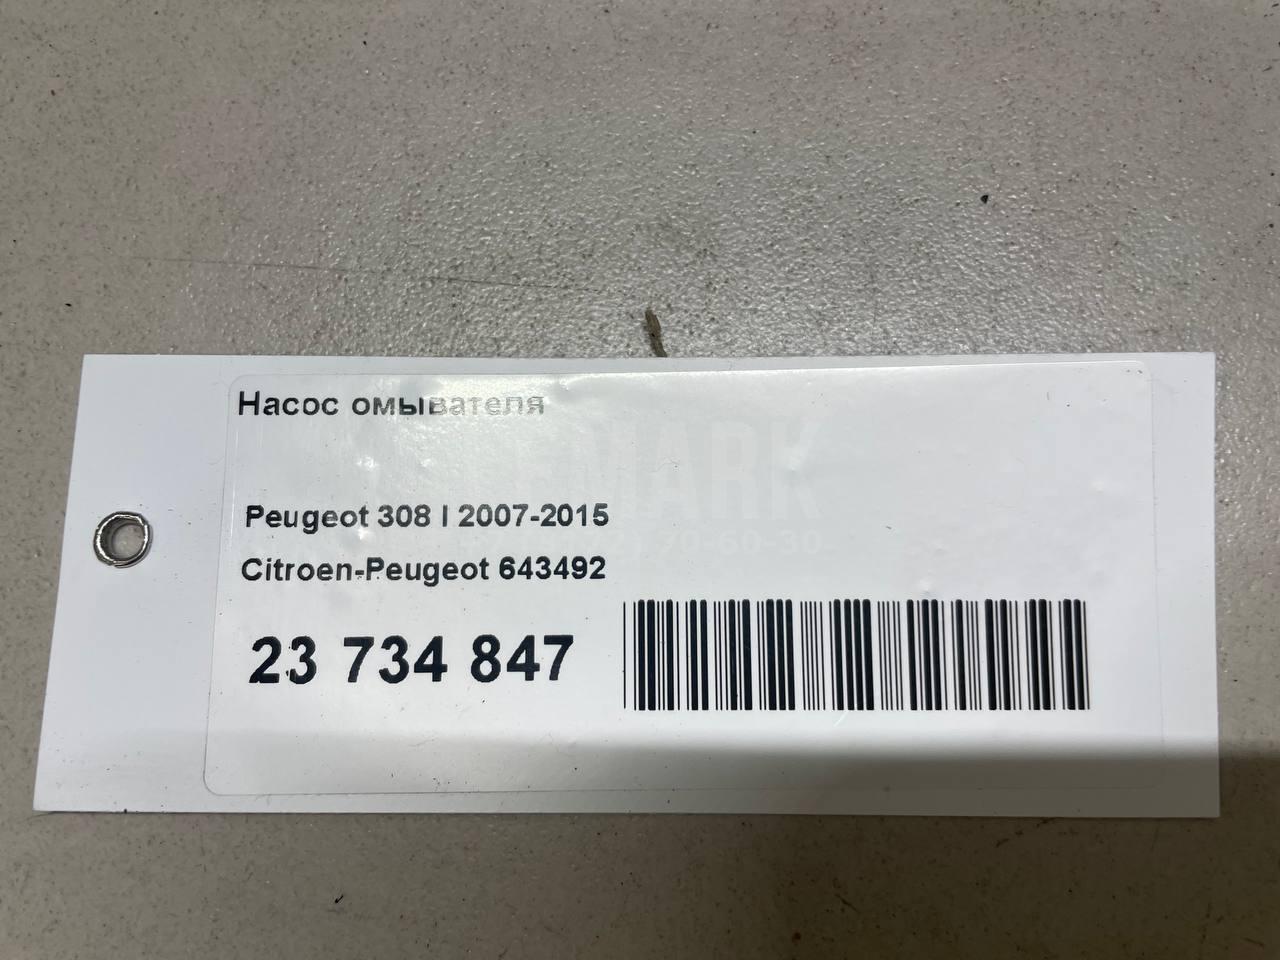 Насос омывателя
Peugeot 308 I 2007-2015
Citroen-Peugeot 643492
23 734 847